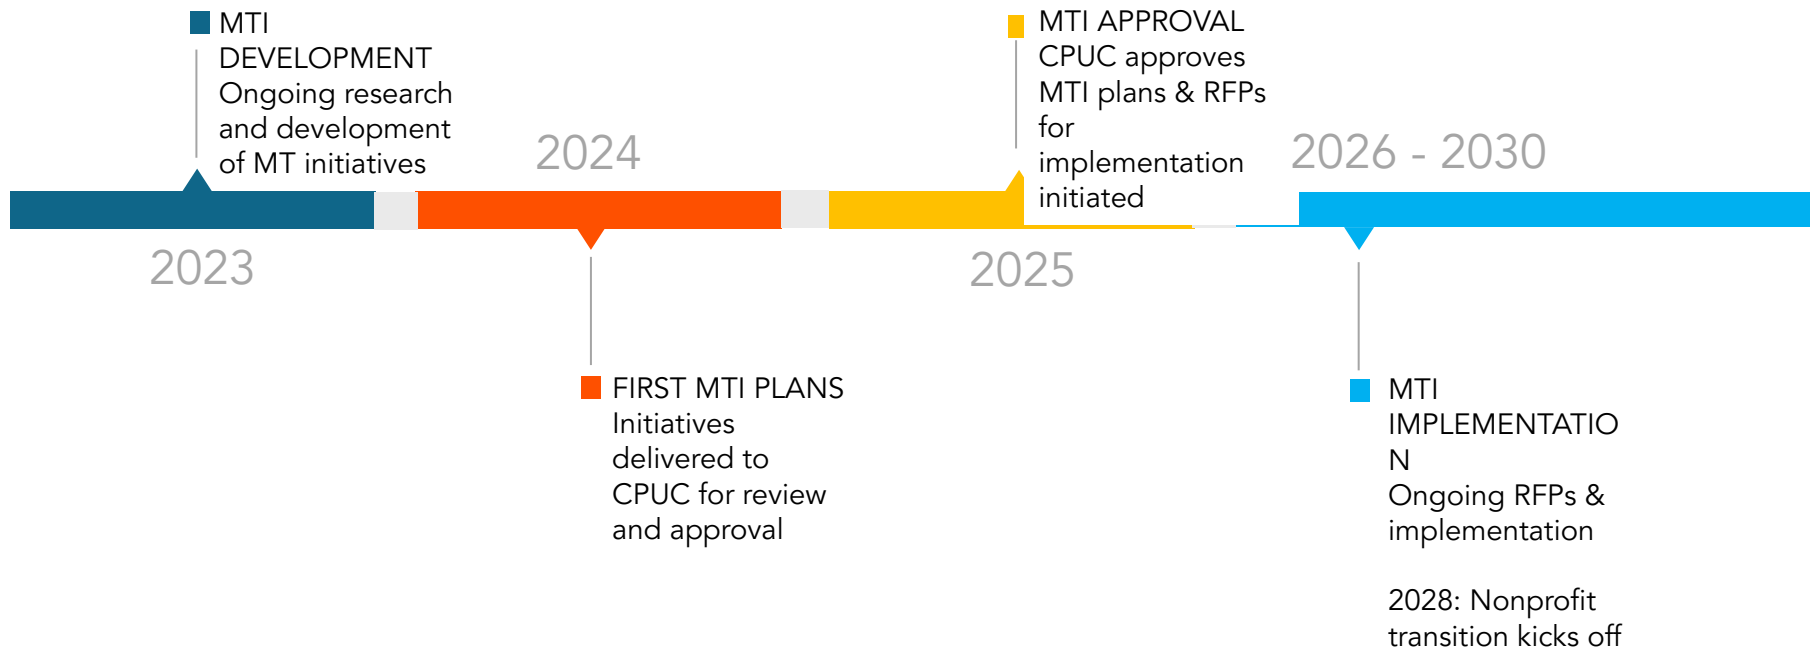 MTI
DEVELOPMENT
Ongoing research
and development
of MT initiatives
2023
2024
FIRST MTI PLANS
Initiatives
delivered to
CPUC for review
and approval
MTI APPROVAL
CPUC approves
MTI plans & RFPs
for
implementation
initiated
2025
2026 - 2030
MTI
IMPLEMENTATIO
N
Ongoing RFPs &
implementation
2028: Nonprofit
transition kicks off